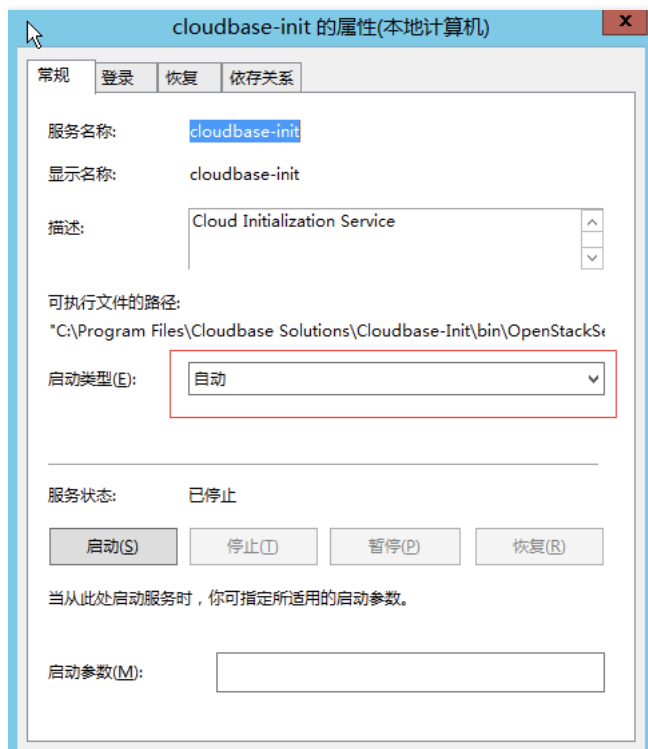 cloudbase-init 的属性(本地计算机)
x
常规 登录 恢复 依存关系
服务名称: cloudbase-init
显示名称: cloudbase-init
描述: Cloud Initialization Service
可执行文件的路径:
"C:\Program Files\Cloudbase Solutions\Cloudbase-Init\bin\OpenStackSe
启动类型(E): 自动
服务状态: 已停止
启动(S) 停止(T) 暂停(P) 恢复(R)
当从此处启动服务时，你可指定所适用的启动参数。
启动参数(M):